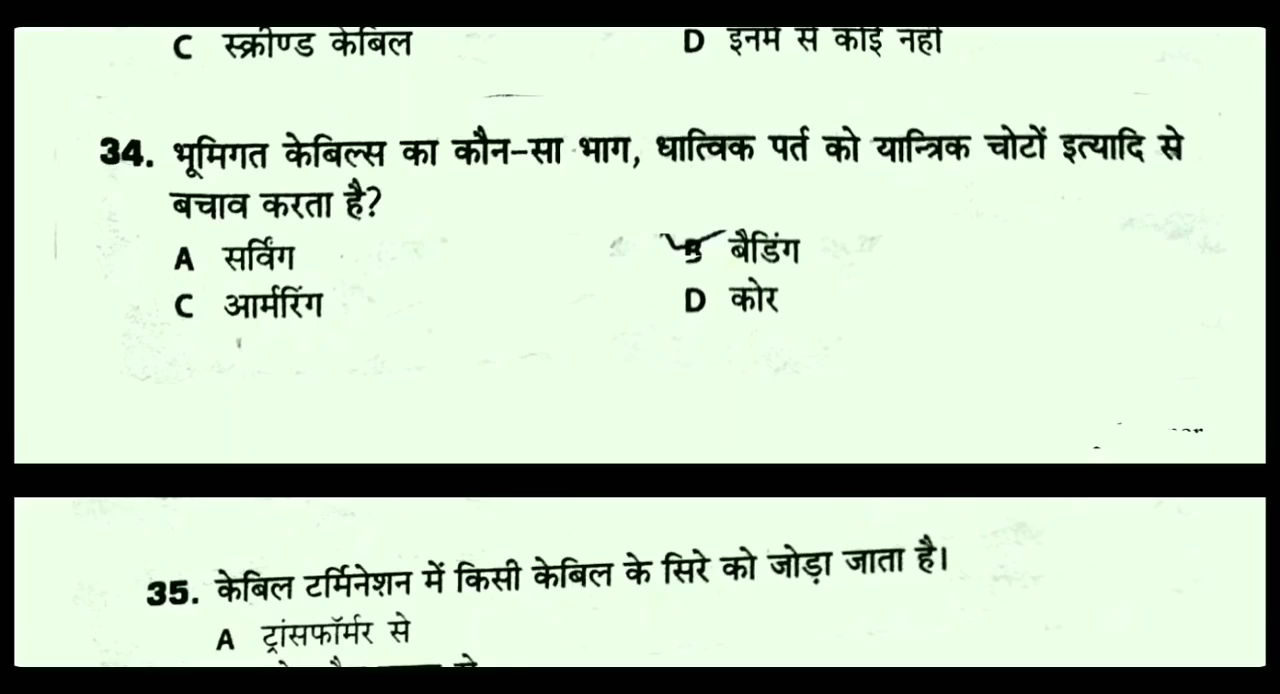 C स्क्रीण्ड केबिल
D इनमें से कोई नहीं
34. भूमिगत केबिल्स का कौन-सा भाग, धात्विक पर्त को यान्त्रिक चोटों इत्यादि से
बचाव करता है?
A सर्विंग
B बैडिंग
C आर्मरिंग
D कोर
35. केबिल टर्मिनेशन में किसी केबिल के सिरे को जोड़ा जाता है।
A ट्रांसफॉर्मर से